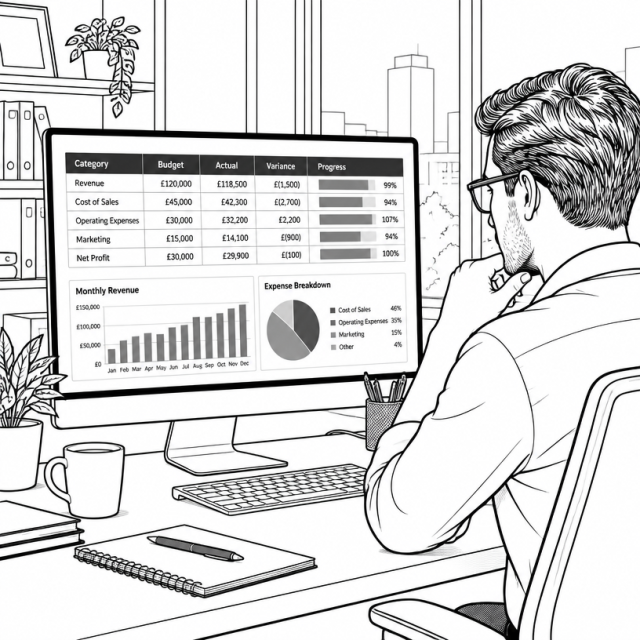 Category Budget Actual Variance Progress
Revenue £120,000 £118,500 £(1,500) 99%
Cost of Sales £45,000 £42,300 £(2,700) 94%
Operating Expenses £30,000 £32,200 £2,200 107%
Marketing £15,000 £14,100 £(900) 94%
Net Profit £30,000 £29,900 £(100) 100%
Monthly Revenue
£150,000
£100,000
£50,000
£0
Jan Feb Mar Apr May Jun Jul Aug Sep Oct Nov Dec
Expense Breakdown
Cost of Sales 46%
Operating Expenses 35%
Marketing 15%
Other 4%